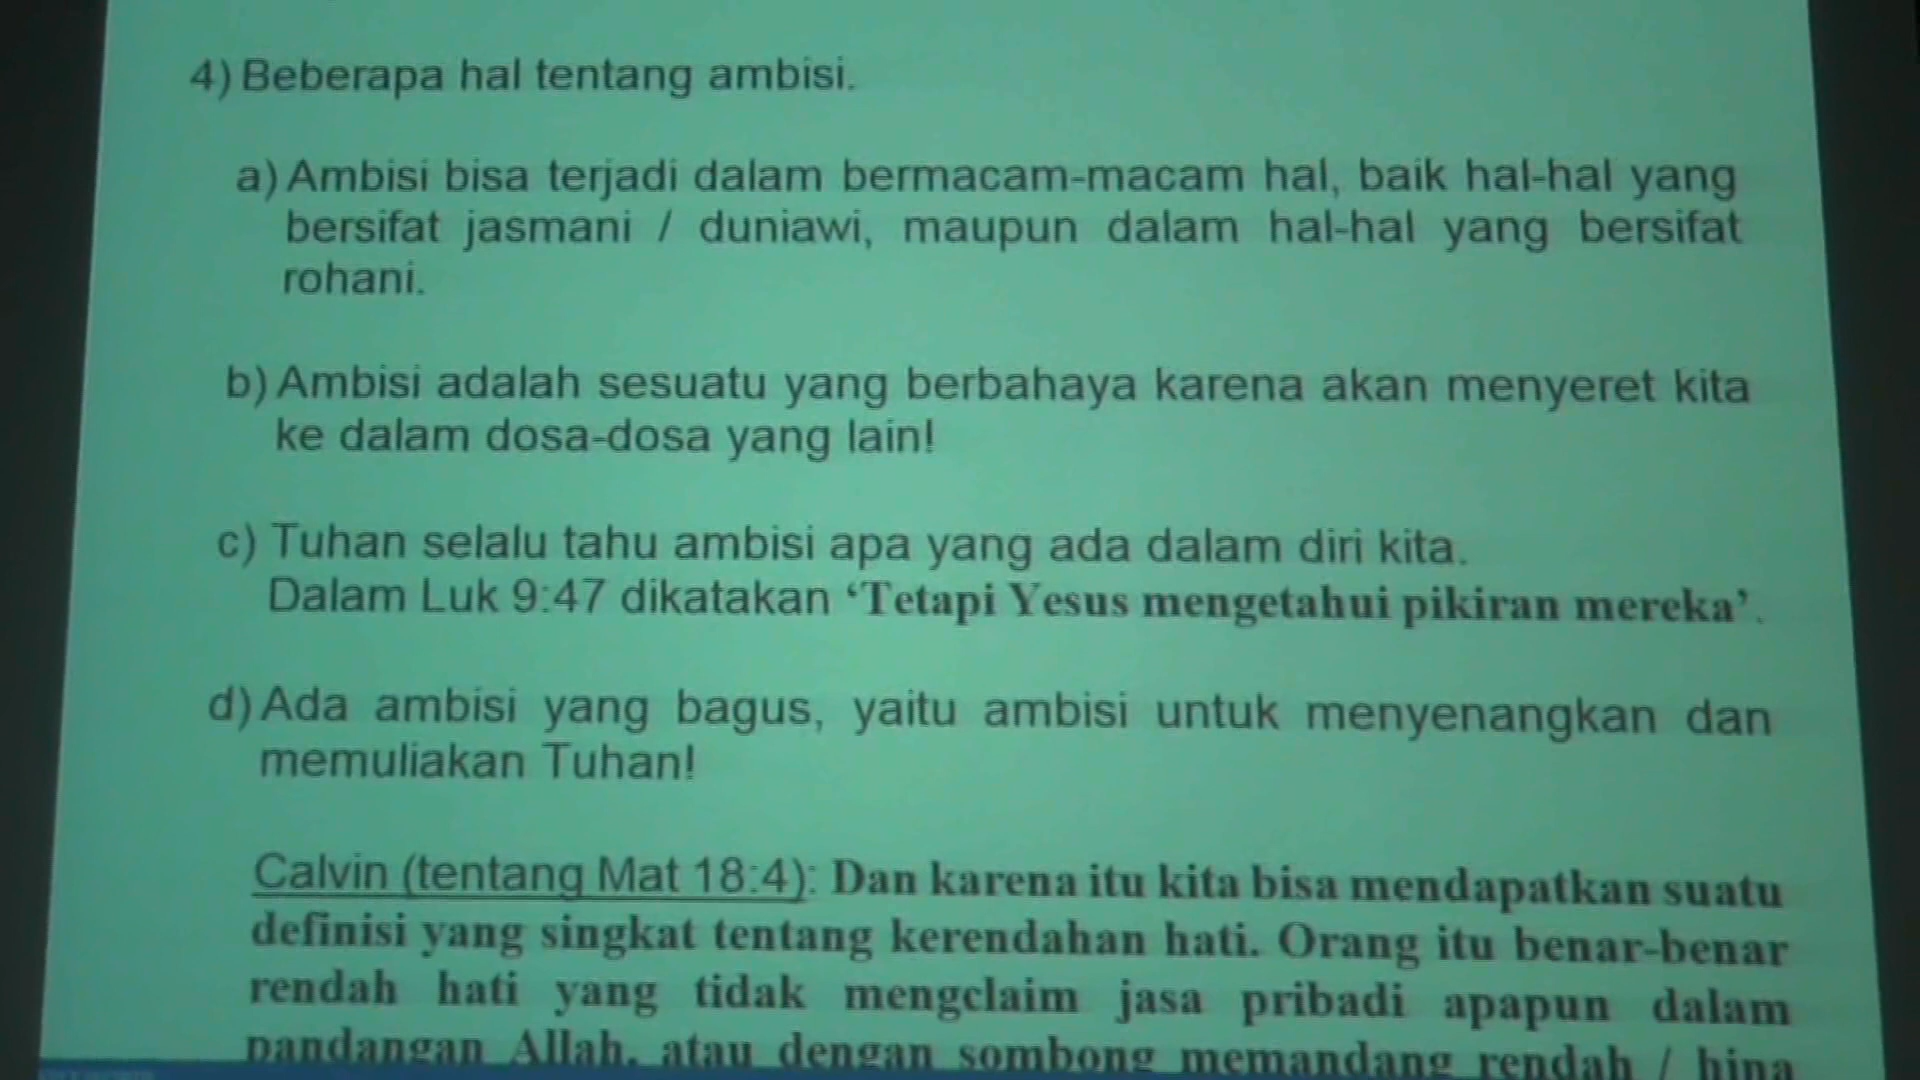 4) Beberapa hal tentang ambisi.
a) Ambisi bisa terjadi dalam bermacam-macam hal, baik hal-hal yang
bersifat jasmani / duniawi, maupun dalam hal-hal yang bersifat
rohani.
b) Ambisi adalah sesuatu yang berbahaya karena akan menyeret kita
ke dalam dosa-dosa yang lain!
c) Tuhan selalu tahu ambisi apa yang ada dalam diri kita.
Dalam Luk 9:47 dikatakan ‘Tetapi Yesus mengetahui pikiran mereka’.
d) Ada ambisi yang bagus, yaitu ambisi untuk menyenangkan dan
memuliakan Tuhan!
Calvin (tentang Mat 18:4): Dan karena itu kita bisa mendapatkan suatu
definisi yang singkat tentang kerendahan hati. Orang itu benar-benar
rendah hati yang tidak mengclaim jasa pribadi apapun dalam
pandangan Allah, atau dengan sombong memandang rendah / hina